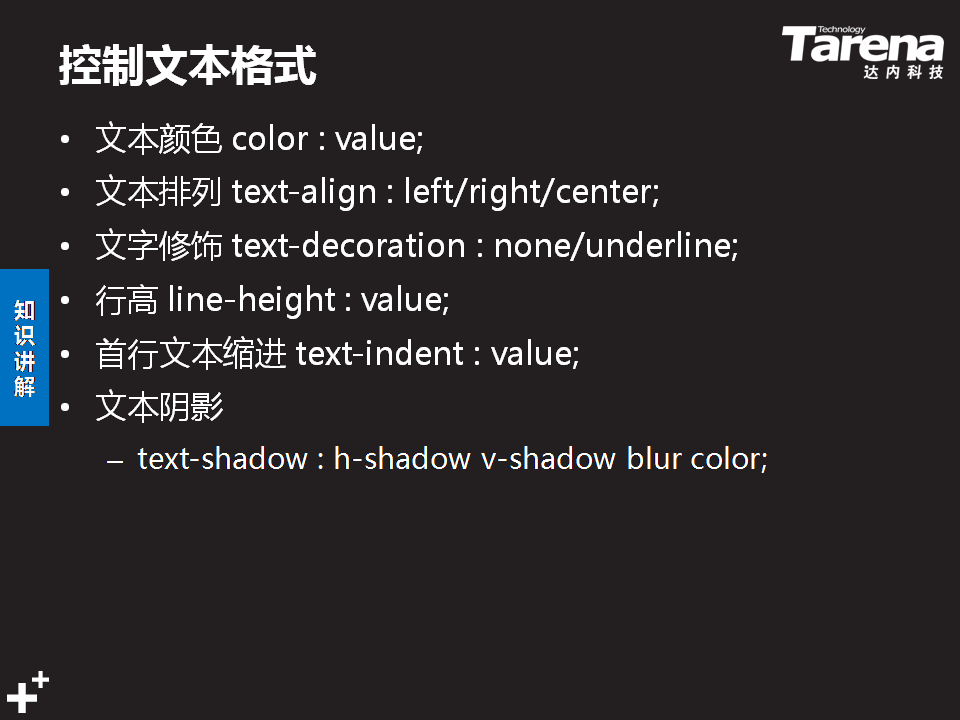 控制文本格式
Technology
Tarena
达内科技
• 文本颜色 color : value;
• 文本排列 text-align : left/right/center;
• 文字修饰 text-decoration : none/underline;
• 行高 line-height : value;
• 首行文本缩进 text-indent : value;
• 文本阴影
– text-shadow : h-shadow v-shadow blur color;
知
识
讲
解